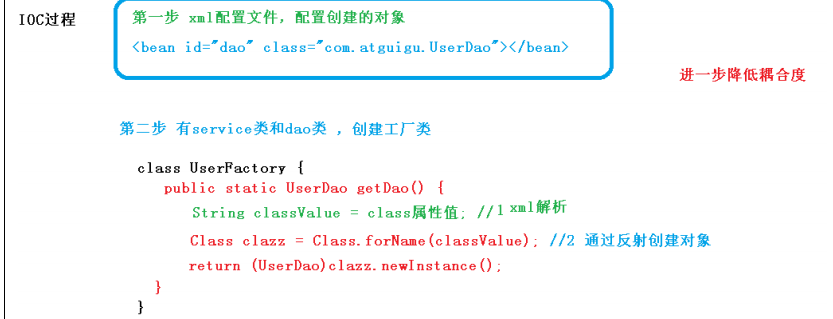 IOC过程
第一步 xml配置文件，配置创建的对象
<bean id="dao" class="com.atguigu.UserDao"></bean>
进一步降低耦合度
第二步 有service类和dao类 ，创建工厂类
class UserFactory {
public static UserDao getDao() {
String classValue = class属性值; //1 xml解析
Class clazz = Class.forName(classValue); //2 通过反射创建对象
return (UserDao)clazz.newInstance();
}
}